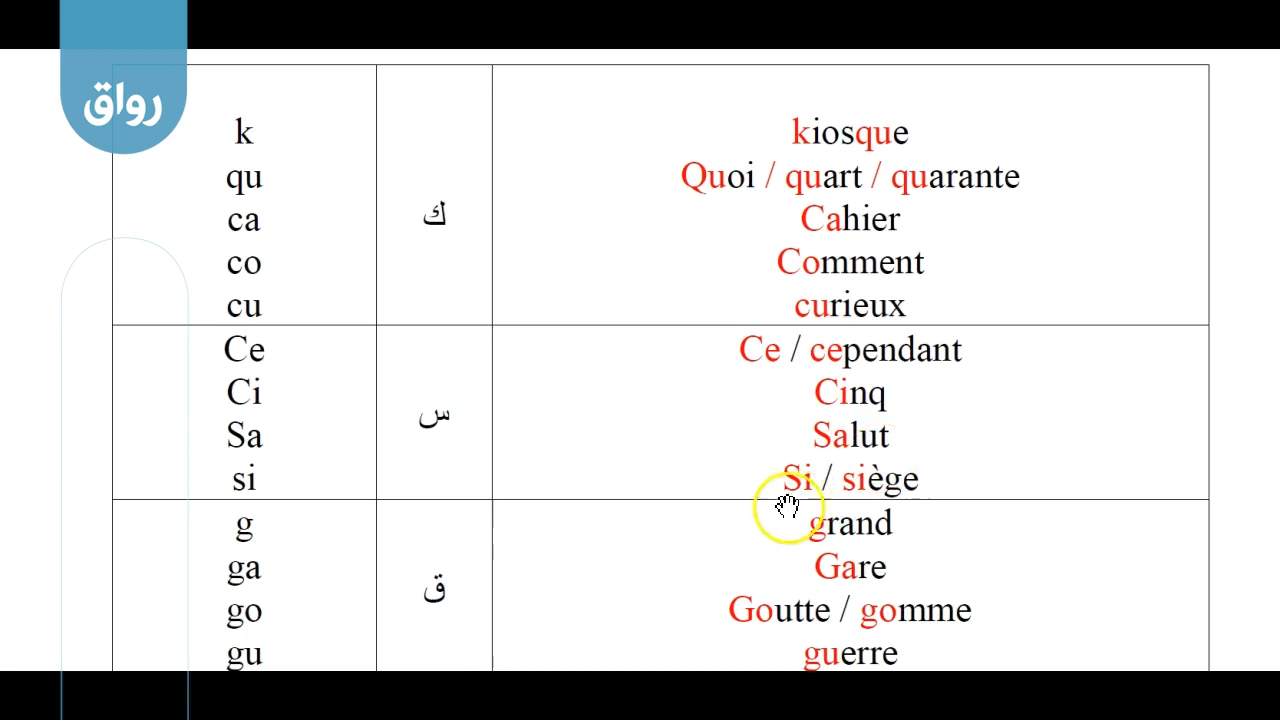 رواق
k
qu
ca
co
cu
ك
kiosque
Quoi / quart / quarante
Cahier
Comment
curieux
Ce
Ci
Sa
si
س
Ce / cependant
Cinq
Salut
Si / siège
g
ga
go
gu
ق
grand
Gare
Goutte / gomme
guerre